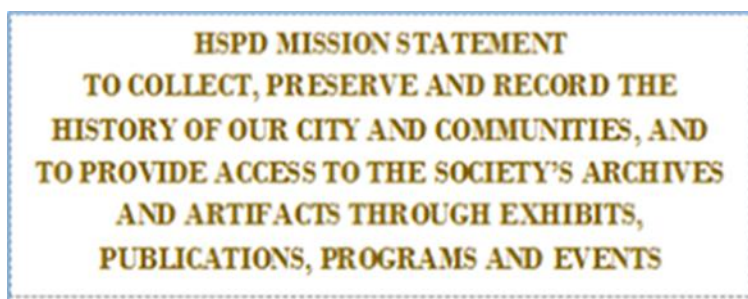 HSPD MISSION STATEMENT
TO COLLECT, PRESERVE AND RECORD THE
HISTORY OF OUR CITY AND COMMUNITIES, AND
TO PROVIDE ACCESS TO THE SOCIETY’S ARCHIVES
AND ARTIFACTS THROUGH EXHIBITS,
PUBLICATIONS, PROGRAMS AND EVENTS